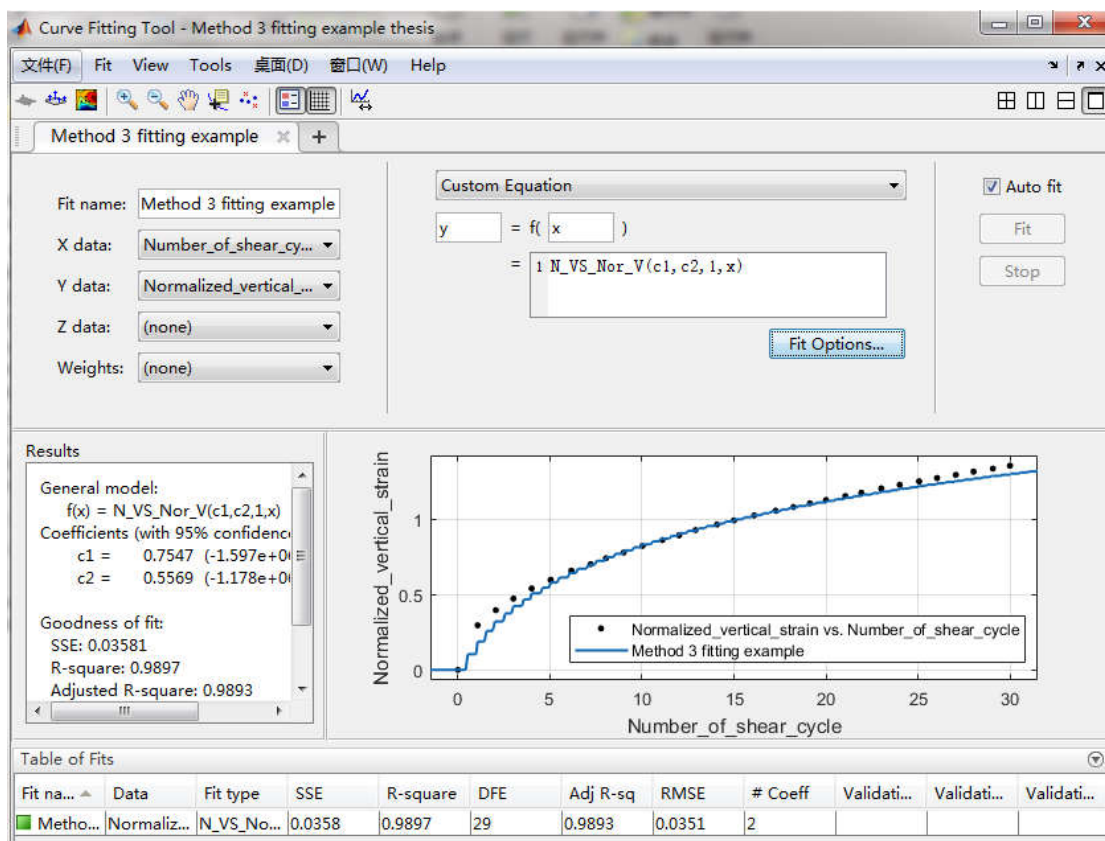 Curve Fitting Tool - Method 3 fitting example thesis
文件(F) Fit View Tools 桌面(D) 窗口(W) Help
Method 3 fitting example
Fit name: Method 3 fitting example
X data: Number_of_shear_cy...
Y data: Normalized_vertical_...
Z data: (none)
Weights: (none)
Custom Equation
y = f( x )
= 1 N_VS_Nor_V(c1,c2,1,x)
Fit Options...
Auto fit
Fit
Stop
Results
General model:
f(x) = N_VS_Nor_V(c1,c2,1,x)
Coefficients (with 95% confidenc
c1 = 0.7547 (-1.597e+0
c2 = 0.5569 (-1.178e+0
Goodness of fit:
SSE: 0.03581
R-square: 0.9897
Adjusted R-square: 0.9893
Normalized_vertical_strain
1
0.5
0
Normalized_vertical_strain vs. Number_of_shear_cycle
Method 3 fitting example
0 5 10 15 20 25 30
Number_of_shear_cycle
Table of Fits
Fit na... Data Fit type SSE R-square DFE Adj R-sq RMSE # Coeff Validati... Validati... Validati...
Metho... Normaliz... N_VS_No... 0.0358 0.9897 29 0.9893 0.0351 2